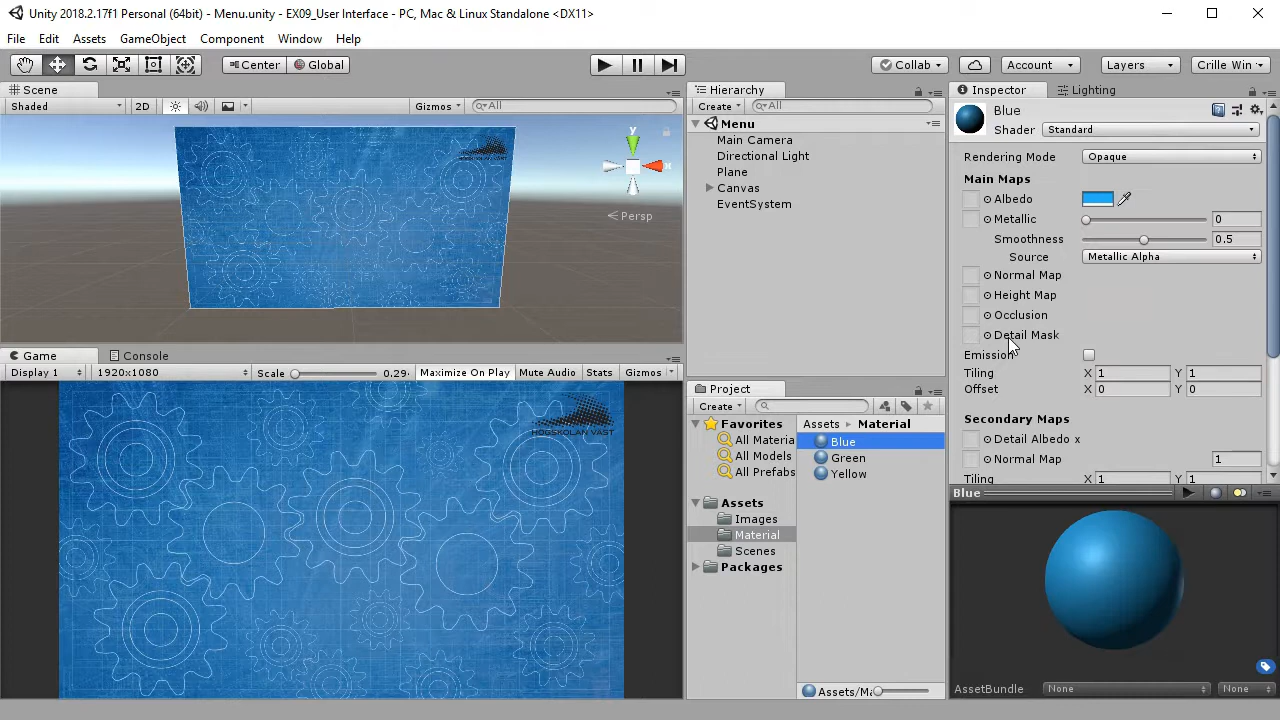 Unity 2018.2.17f1 Personal (64bit) - Menu.unity - EX09_User Interface - PC, Mac & Linux Standalone <DX11>
File Edit Assets GameObject Component Window Help
Center Global Collab Account Layers Crille Win
Scene
Shaded 2D Gizmos All
y
x
Persp
Game Console
Display 1 1920x1080 Scale 0.29 Maximize On Play Mute Audio Stats Gizmos
HÖGSKOLAN VÄST
Hierarchy
Create All
Menu
Main Camera
Directional Light
Plane
Canvas
EventSystem
Project
Create
Favorites
All Materia
All Models
All Prefabs
Assets
Images
Material
Scenes
Packages
Assets Material
Blue
Green
Yellow
Assets/Ma
Inspector Lighting
Blue
Shader Standard
Rendering Mode Opaque
Main Maps
Albedo
Metallic 0
Smoothness 0.5
Source Metallic Alpha
Normal Map
Height Map
Occlusion
Detail Mask
Emission
Tiling X 1 Y 1
Offset X 0 Y 0
Secondary Maps
Detail Albedo x
Normal Map 1
Tiling X 1 Y 1
Blue
AssetBundle None None